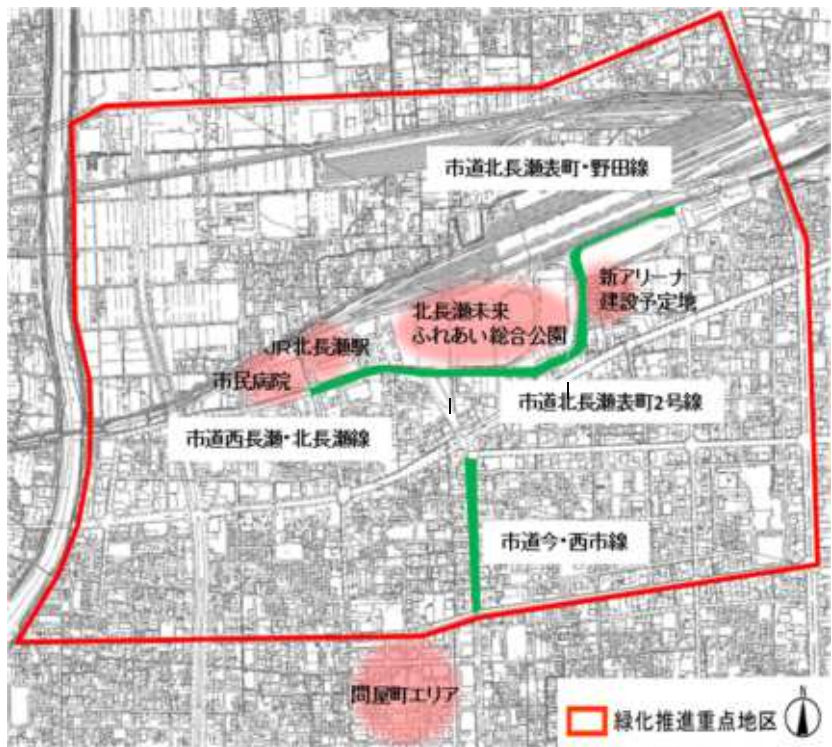 市道北長瀬表町・野田線
新アリーナ
建設予定地
北長瀬未来
ふれあい総合公園
JR北長瀬駅
市民病院
市道北長瀬表町2号線
市道西長瀬・北長瀬線
市道今・西市線
問屋町エリア
緑化推進重点地区
N